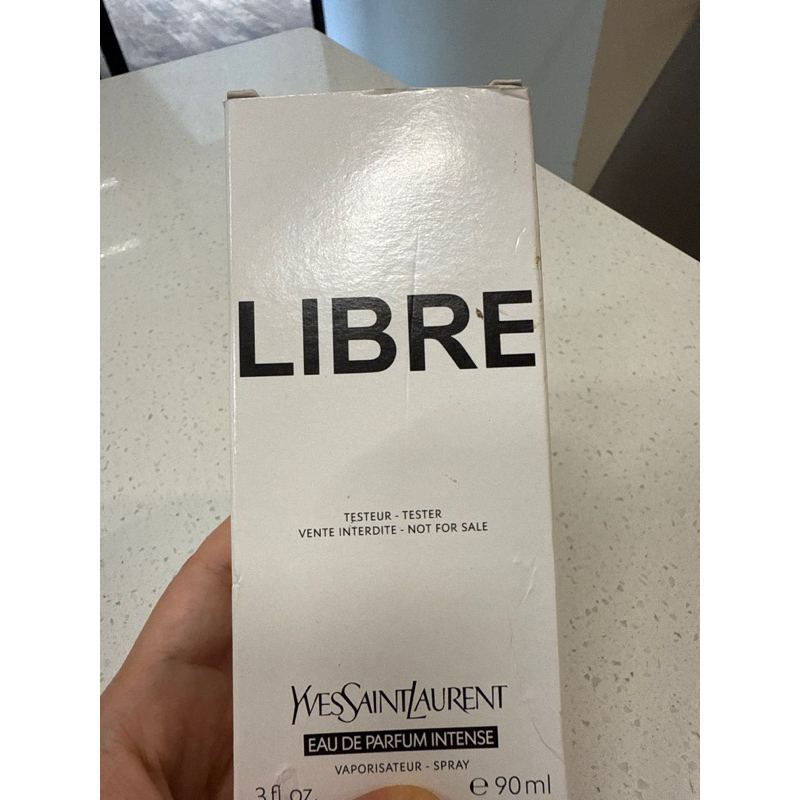 LIBRE
TESTEUR - TESTER
VENTE INTERDITE - NOT FOR SALE
YVESSAINTLAURENT
EAU DE PARFUM INTENSE
VAPORISATEUR - SPRAY
3 fl oz. ℮ 90 ml